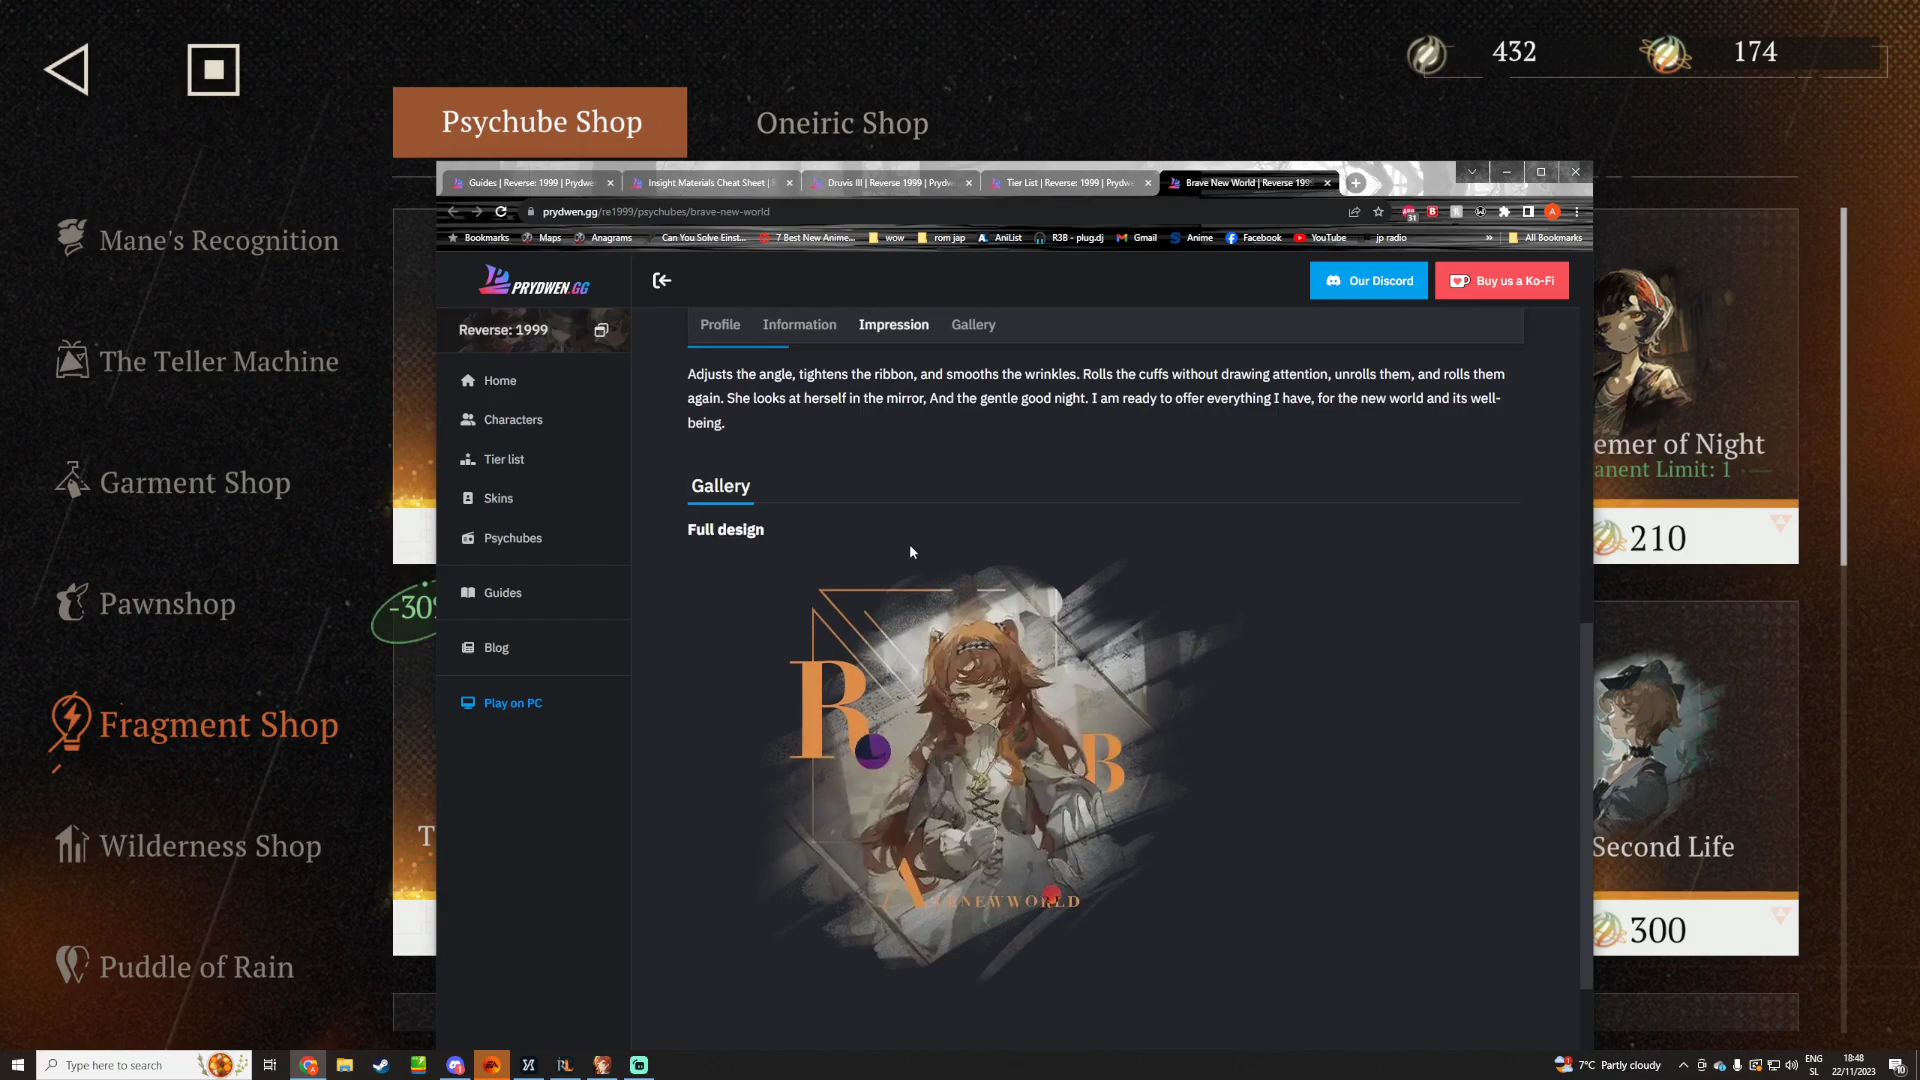 432
174
Psychube Shop
Oneiric Shop
Mane's Recognition
The Teller Machine
Garment Shop
Pawnshop
Fragment Shop
Wilderness Shop
Puddle of Rain
Guides | Reverse: 1999 | Prydwe
Insight Materials Cheat Sheet |
Druvis III | Reverse 1999 | Prydw
Tier List | Reverse: 1999 | Prydwe
Brave New World | Reverse 199
prydwen.gg/re1999/psychubes/brave-new-world
Bookmarks
Maps
Anagrams
Can You Solve Einst...
7 Best New Anime...
wow
rom jap
AniList
R3B - plug.dj
Gmail
Anime
Facebook
YouTube
jp radio
»
All Bookmarks
PRYDWEN.GG
Our Discord
Buy us a Ko-Fi
Reverse: 1999
Home
Characters
Tier list
Skins
Psychubes
Guides
Blog
Play on PC
Profile
Information
Impression
Gallery
Adjusts the angle, tightens the ribbon, and smooths the wrinkles. Rolls the cuffs without drawing attention, unrolls them, and rolls them
again. She looks at herself in the mirror, And the gentle good night. I am ready to offer everything I have, for the new world and its well-
being.
Gallery
Full design
R
B
A
NEWWORLD
emer of Night
anent Limit: 1
210
-30
T
Second Life
300
Type here to search
7°C Partly cloudy
ENG
SL
18:48
22/11/2023